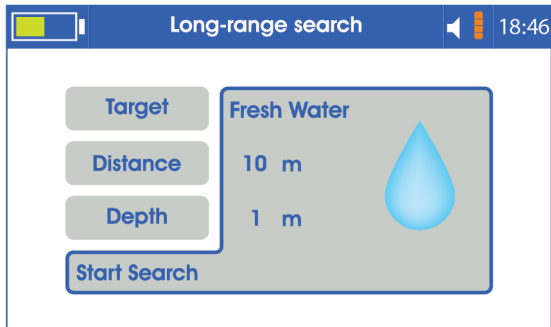 Long-range search 18:46
Target Fresh Water
Distance 10 m
Depth 1 m
Start Search